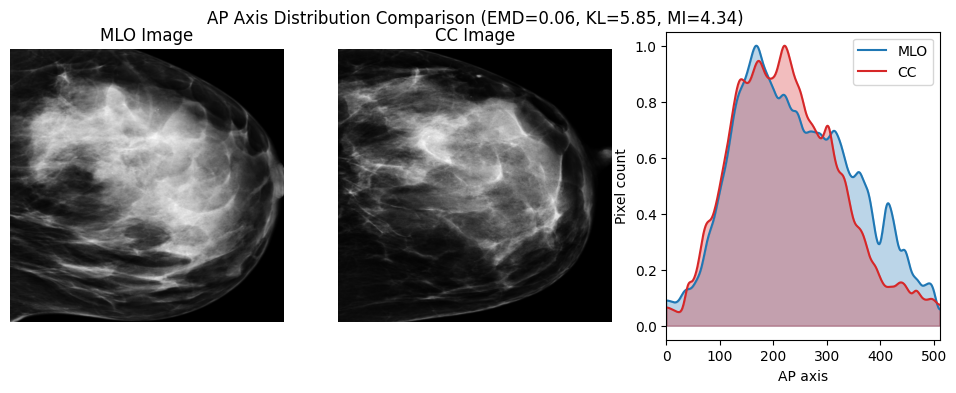 AP Axis Distribution Comparison (EMD=0.06, KL=5.85, MI=4.34)
MLO Image
CC Image
MLO
CC
Pixel count
1.0
0.8
0.6
0.4
0.2
0.0
0 100 200 300 400 500
AP axis